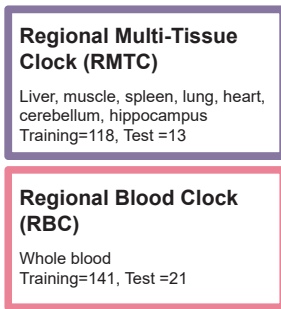 Regional Multi-Tissue
Clock (RMTC)
Liver, muscle, spleen, lung, heart,
cerebellum, hippocampus
Training=118, Test =13
Regional Blood Clock
(RBC)
Whole blood
Training=141, Test =21